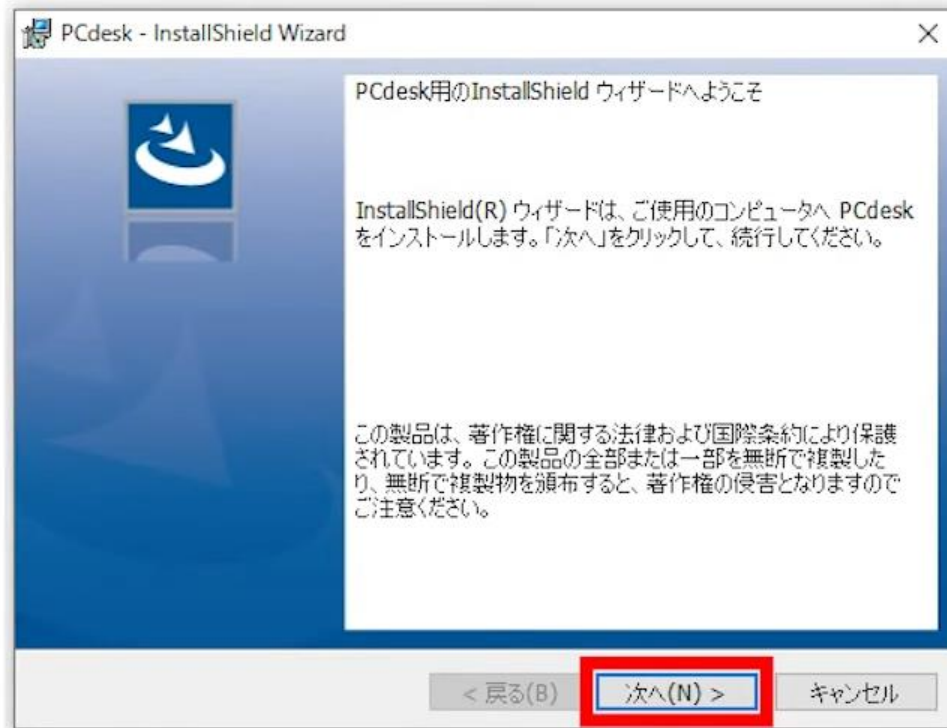 PCdesk - InstallShield Wizard
PCdesk用のInstallShield ウィザードへようこそ
InstallShield(R) ウィザードは、ご使用のコンピュータへ PCdesk
をインストールします。「次へ」をクリックして、続行してください。
この製品は、著作権に関する法律および国際条約により保護
されています。この製品の全部または一部を無断で複製した
り、無断で複製物を頒布すると、著作権の侵害となりますので
ご注意ください。
< 戻る(B)
次へ(N) >
キャンセル